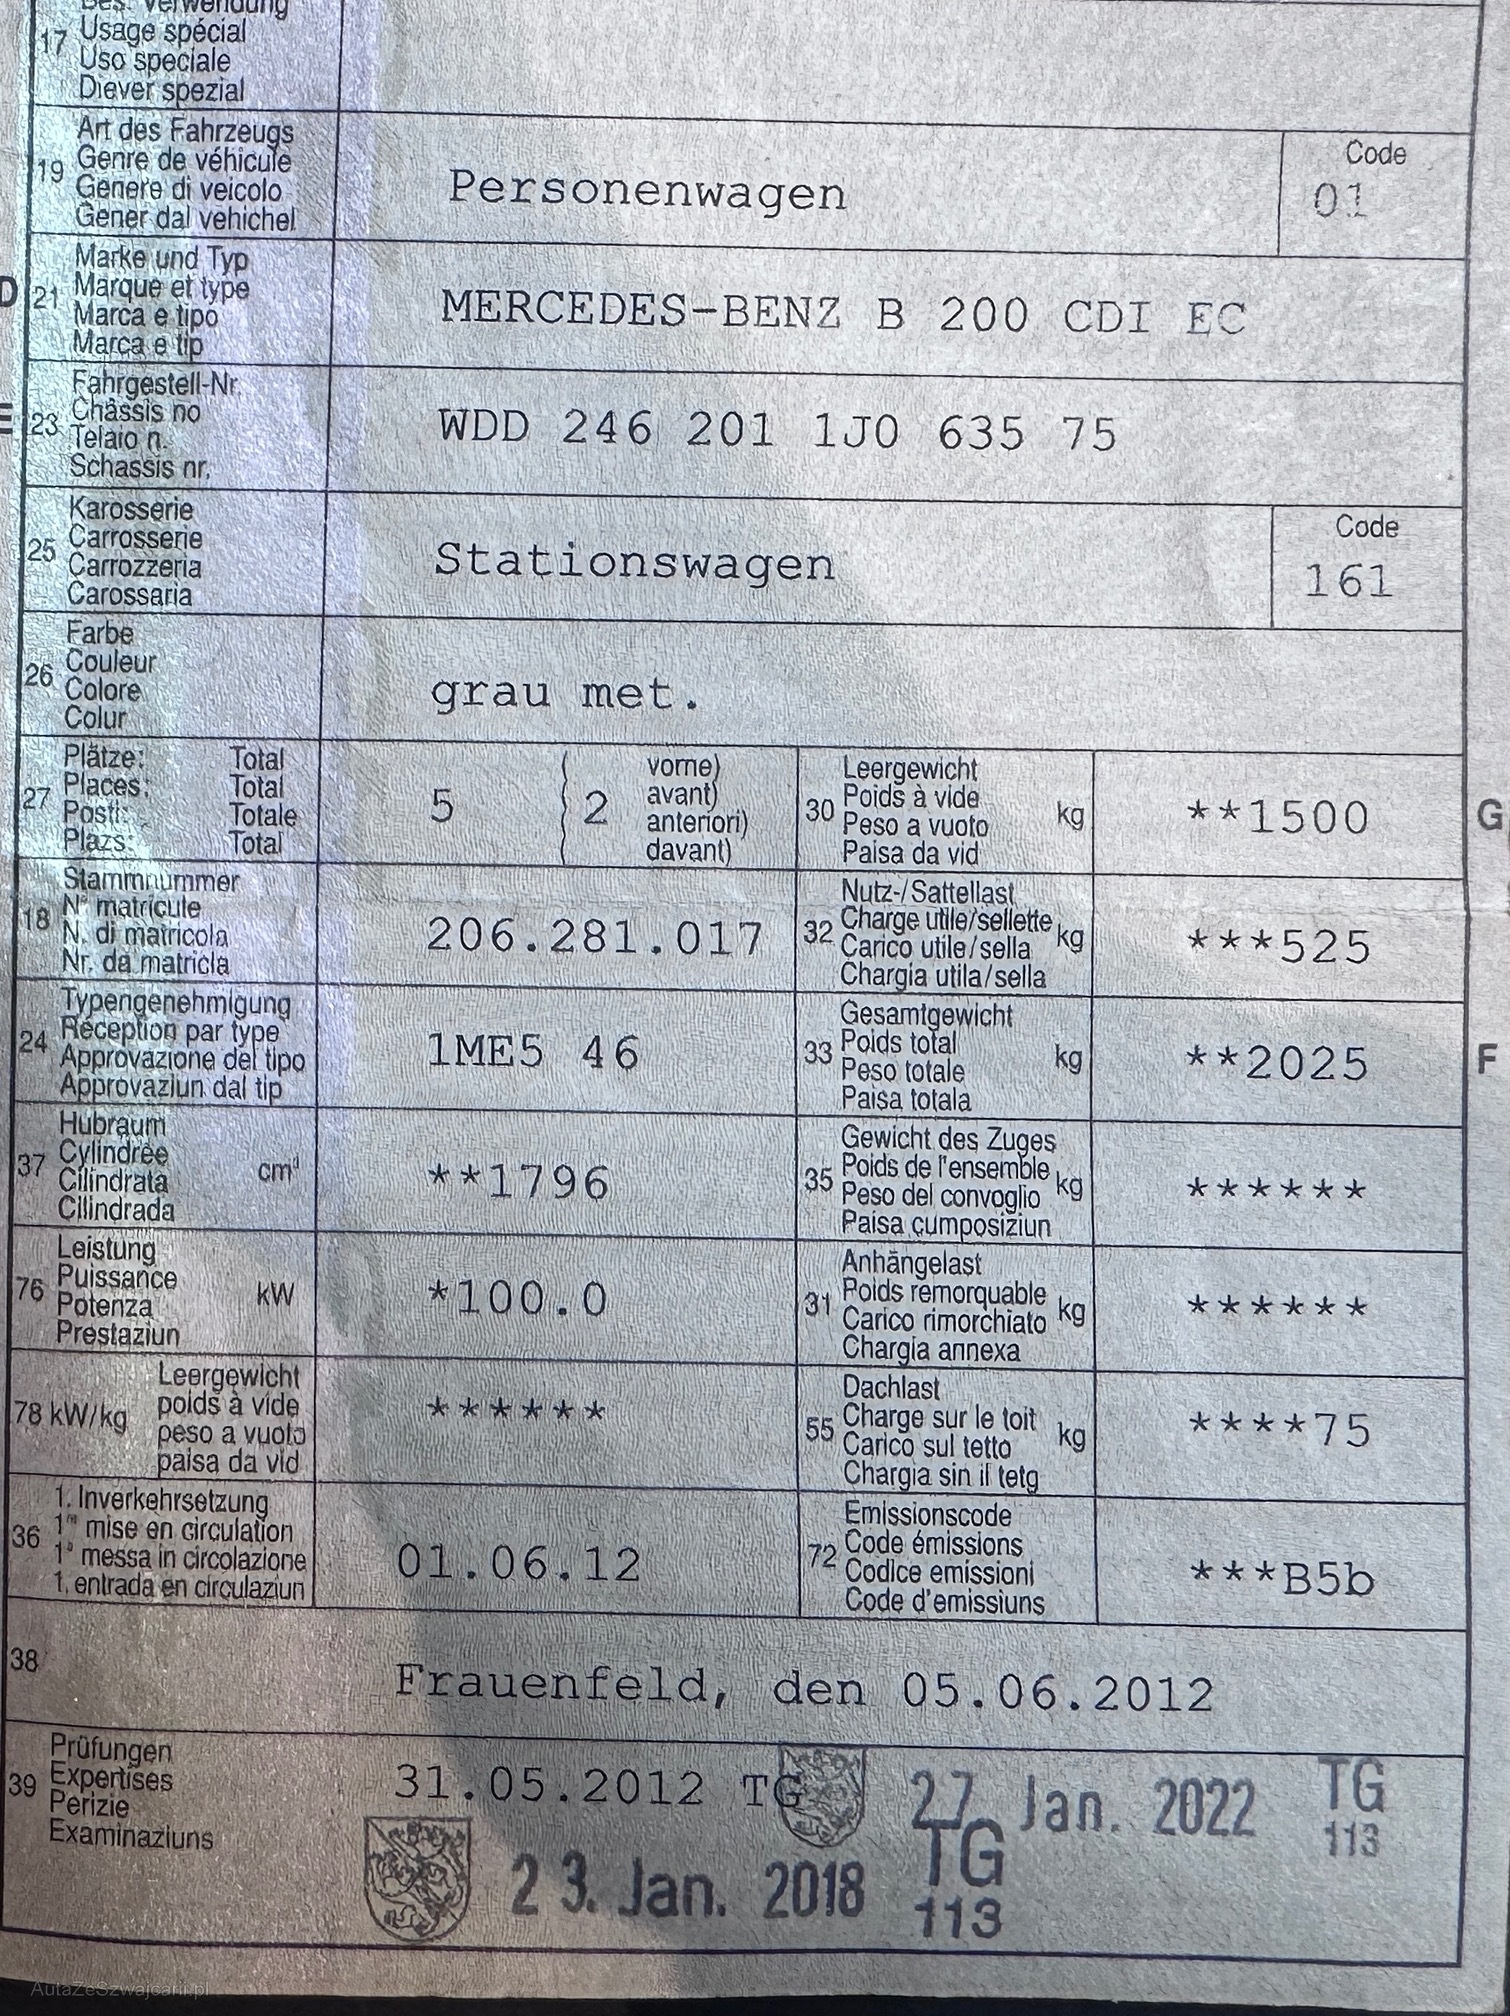 Bes. Verwendung
17 Usage spécial
Uso speciale
Diever spezial
Art des Fahrzeugs
19 Genre de véhicule
Genere di veicolo
Gener dal vehichel
Personenwagen
Code
01
D 21 Marke und Typ
Marque et type
Marca e tipo
Marca e tip
MERCEDES-BENZ B 200 CDI EC
E 23 Fahrgestell-Nr.
Châssis no
Telaio n.
Schassis nr.
WDD 246 201 1J0 635 75
25 Karosserie
Carrosserie
Carrozzeria
Carossaria
Stationswagen
Code
161
26 Farbe
Couleur
Colore
Colur
grau met.
27 Plätze: Total
Places: Total
Posti: Totale
Plazs: Total
5 { 2 vorne)
avant)
anteriori)
davant)
30 Leergewicht
Poids à vide
Peso a vuoto
Paisa da vid
kg
**1500 G
18 Stammnummer
N° matricule
N. di matricola
Nr. da matricla
206.281.017
32 Nutz-/Sattellast
Charge utile/sellette
Carico utile/sella
Chargia utila/sella
kg
***525
24 Typengenehmigung
Réception par type
Approvazione del tipo
Approvaziun dal tip
1ME5 46
33 Gesamtgewicht
Poids total
Peso totale
Paisa totala
kg
**2025 F
37 Hubraum
Cylindrée
Cilindrata
Cilindrada
cm³
**1796
35 Gewicht des Zuges
Poids de l'ensemble
Peso del convoglio
Paisa cumposiziun
kg
******
76 Leistung
Puissance
Potenza
Prestaziun
kW
*100.0
31 Anhängelast
Poids remorquable
Carico rimorchiato
Chargia annexa
kg
******
78 kW/kg Leergewicht
poids à vide
peso a vuoto
paisa da vid
******
55 Dachlast
Charge sur le toit
Carico sul tetto
Chargia sin il tetg
kg
****75
36 1. Inverkehrsetzung
1re mise en circulation
1a messa in circolazione
1. entrada en circulaziun
01.06.12
72 Emissionscode
Code émissions
Codice emissioni
Code d'emissiuns
***B5b
38
Frauenfeld, den 05.06.2012
39 Prüfungen
Expertises
Perizie
Examinaziuns
31.05.2012 TG
27. Jan. 2022 TG
113
23. Jan. 2018 TG
113
AutaZeSzwajcarii.pl